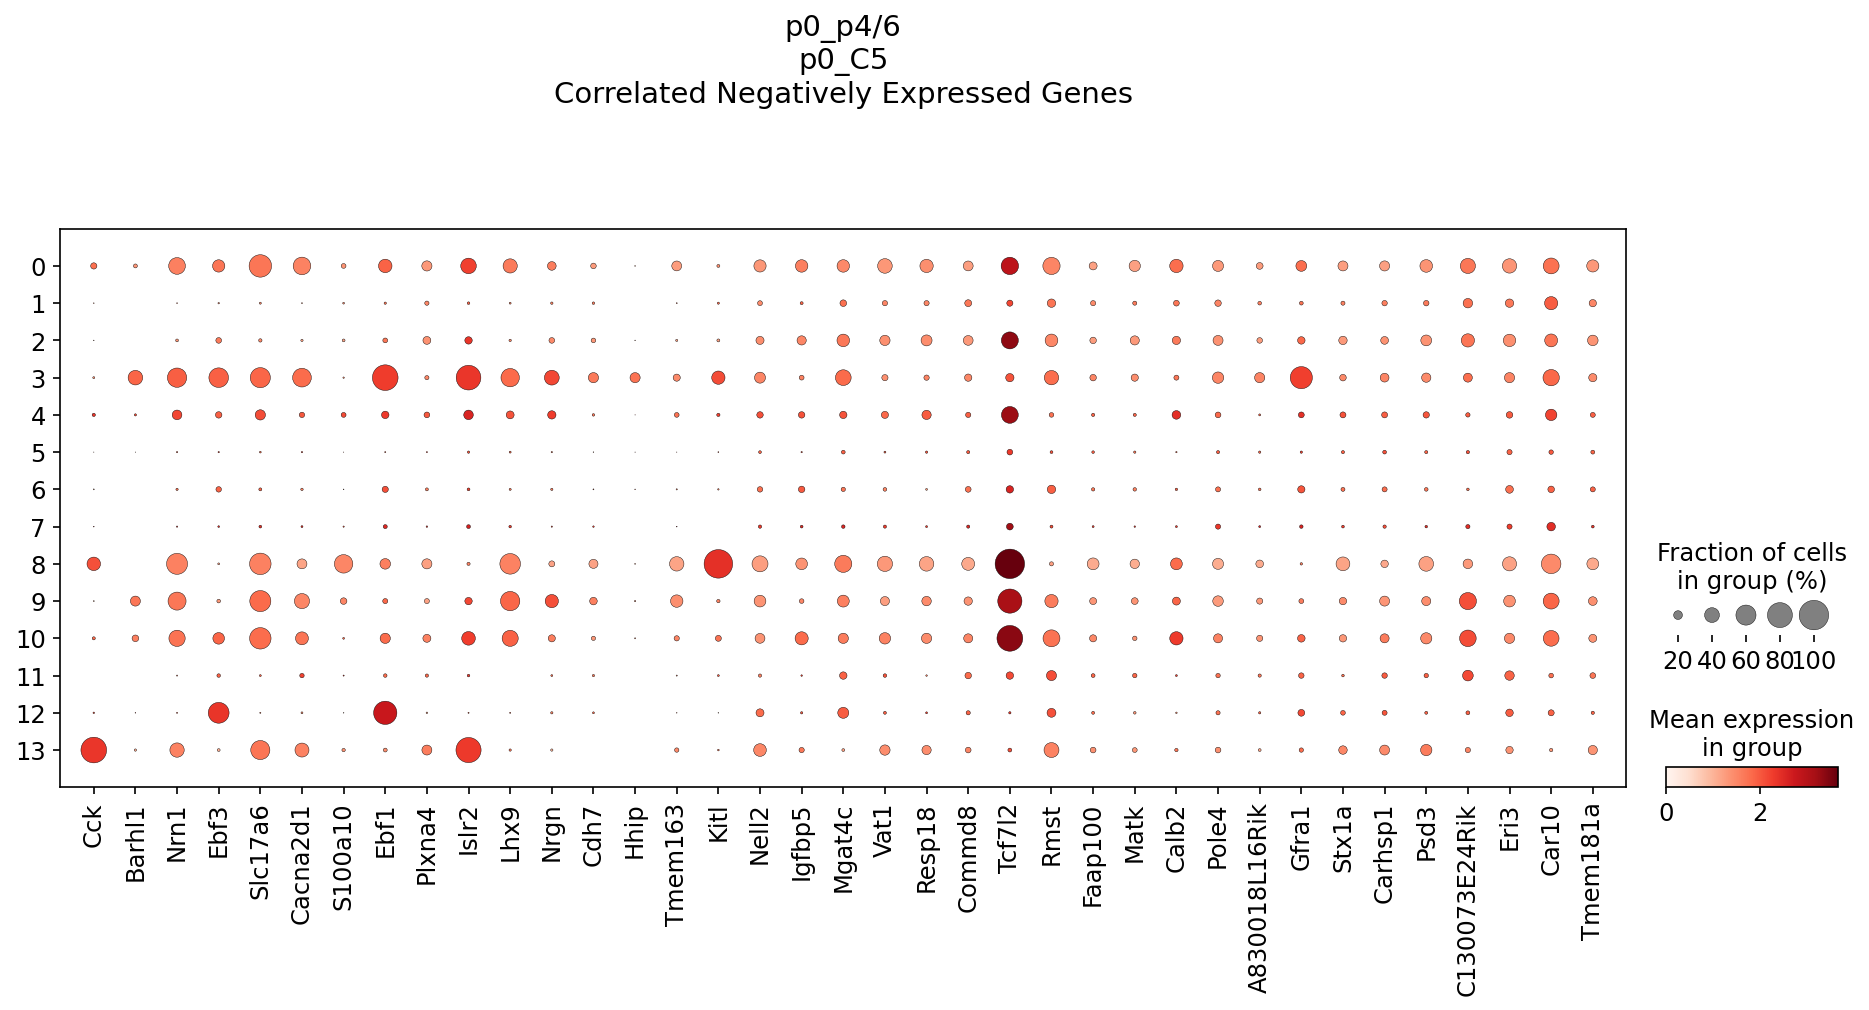 p0_p4/6
p0_C5
Correlated Negatively Expressed Genes
0
1
2
3
4
5
6
7
8
9
10
11
12
13
Cck
Barhl1
Nrn1
Ebf3
Slc17a6
Cacna2d1
S100a10
Ebf1
Plxna4
Islr2
Lhx9
Nrgn
Cdh7
Hhip
Tmem163
Kitl
Nell2
Igfbp5
Mgat4c
Vat1
Resp18
Commd8
Tcf7l2
Rmst
Faap100
Matk
Calb2
Pole4
A830018L16Rik
Gfra1
Stx1a
Carhsp1
Psd3
C130073E24Rik
Eri3
Car10
Tmem181a
Fraction of cells
in group (%)
20 40 60 80 100
Mean expression
in group
0 2